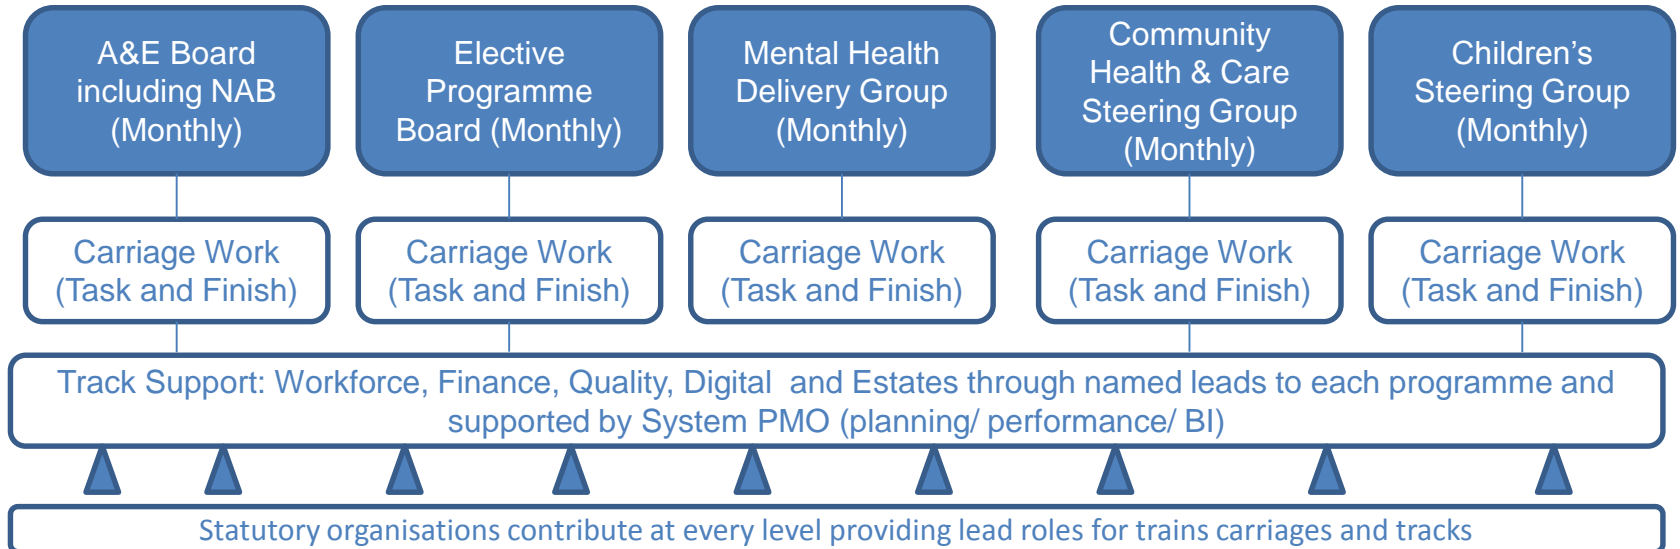 A&E Board
including NAB
(Monthly)
Elective
Programme
Board (Monthly)
Mental Health
Delivery Group
(Monthly)
Community
Health & Care
Steering Group
(Monthly)
Children’s
Steering Group
(Monthly)
Carriage Work
(Task and Finish)
Carriage Work
(Task and Finish)
Carriage Work
(Task and Finish)
Carriage Work
(Task and Finish)
Carriage Work
(Task and Finish)
Track Support: Workforce, Finance, Quality, Digital and Estates through named leads to each programme and
supported by System PMO (planning/ performance/ BI)
Statutory organisations contribute at every level providing lead roles for trains carriages and tracks